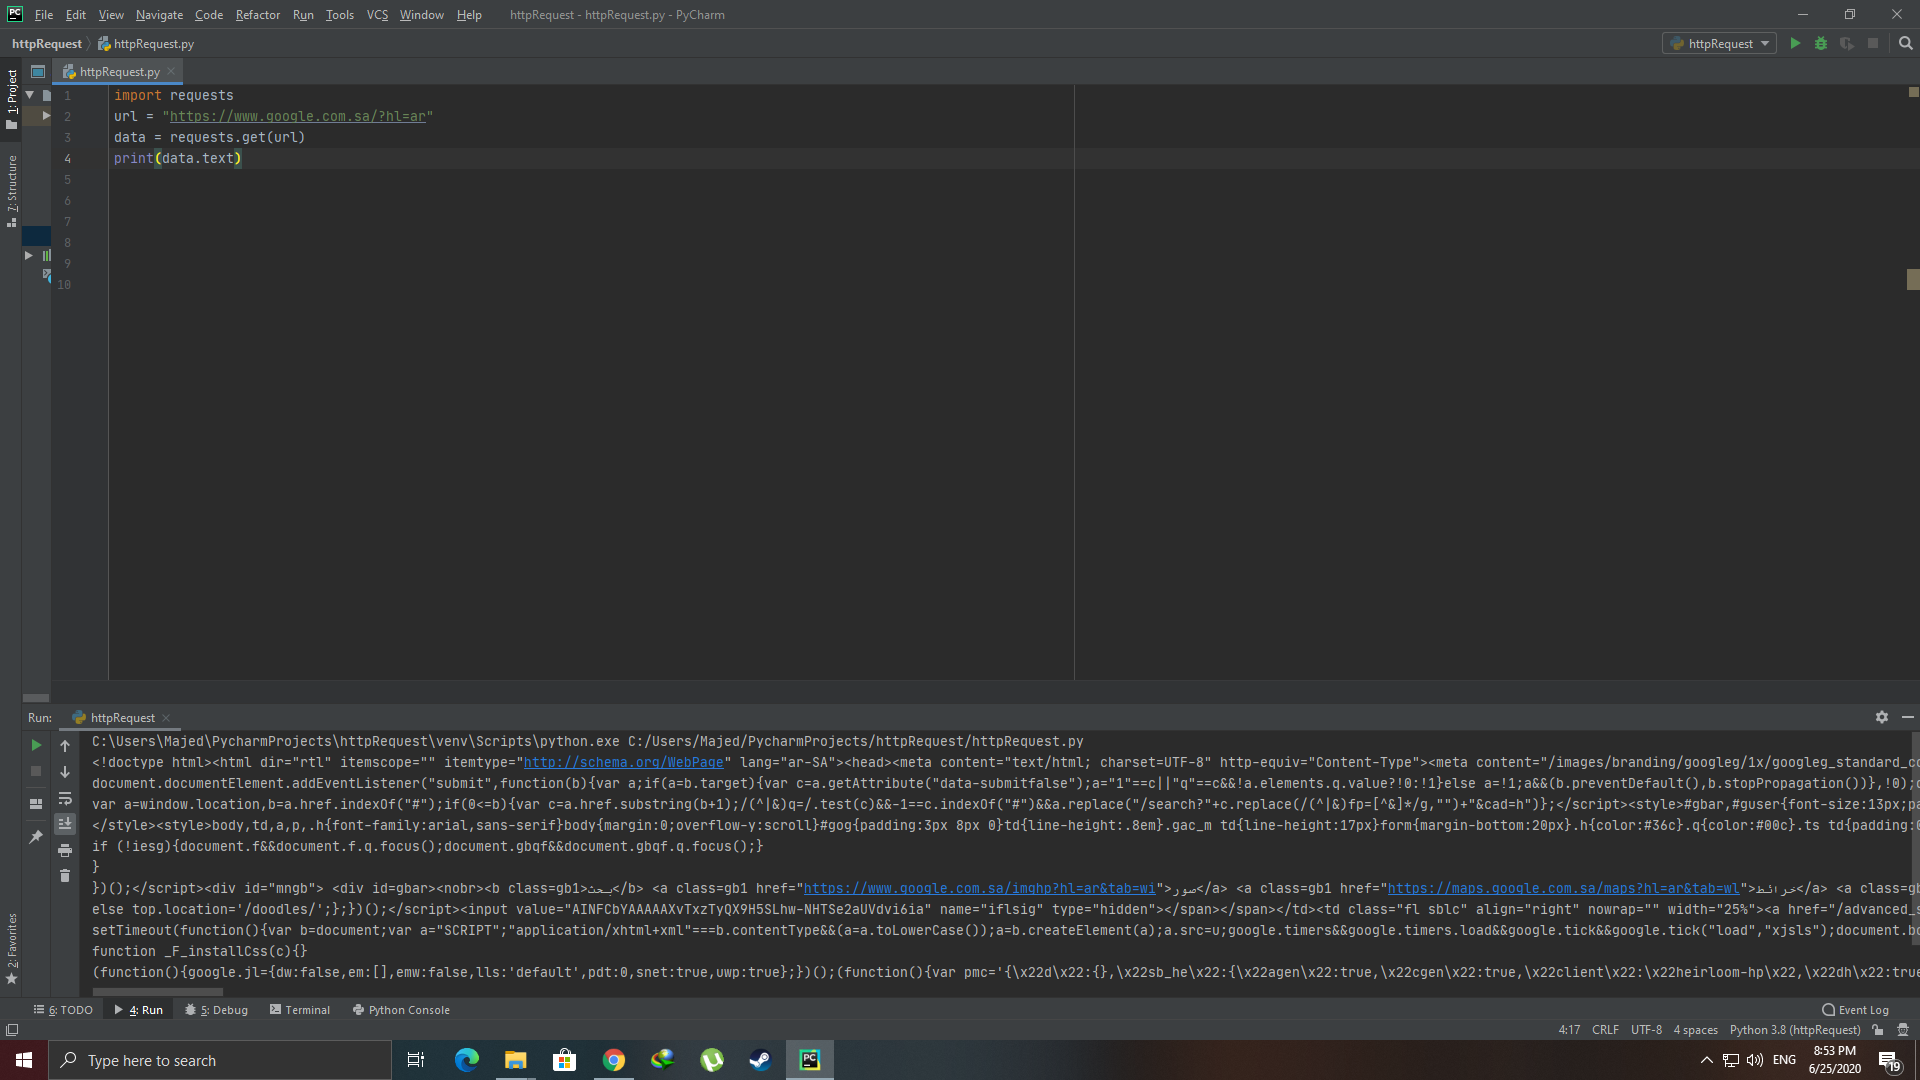 File Edit View Navigate Code Refactor Run Tools VCS Window Help httpRequest - httpRequest.py - PyCharm
httpRequest httpRequest.py httpRequest
1: Project
7: Structure
2: Favorites
httpRequest.py
1 import requests
2 url = "https://www.google.com.sa/?hl=ar"
3 data = requests.get(url)
4 print(data.text)
5
6
7
8
9
10
Run: httpRequest
C:\Users\Majed\PycharmProjects\httpRequest\venv\Scripts\python.exe C:/Users/Majed/PycharmProjects/httpRequest/httpRequest.py
<!doctype html><html dir="rtl" itemscope="" itemtype="http://schema.org/WebPage" lang="ar-SA"><head><meta content="text/html; charset=UTF-8" http-equiv="Content-Type"><meta content="/images/branding/googleg/1x/googleg_standard_co
document.documentElement.addEventListener("submit",function(b){var a;if(a=b.target){var c=a.getAttribute("data-submitfalse");a="1"==c||"q"==c&&!a.elements.q.value?!0:!1}else a=!1;a&&(b.preventDefault(),b.stopPropagation())},!0);
var a=window.location,b=a.href.indexOf("#");if(0<=b){var c=a.href.substring(b+1);/(^|&)q=/.test(c)&&-1==c.indexOf("#")&&a.replace("/search?"+c.replace(/(^|&)fp=[^&]*/g,"")+"&cad=h")};</script><style>#gbar,#guser{font-size:13px;pa
</style><style>body,td,a,p,.h{font-family:arial,sans-serif}body{margin:0;overflow-y:scroll}#gog{padding:3px 8px 0}td{line-height:.8em}.gac_m td{line-height:17px}form{margin-bottom:20px}.h{color:#36c}.q{color:#00c}.ts td{padding:0
if (!iesg){document.f&&document.f.q.focus();document.gbqf&&document.gbqf.q.focus();}
}
})();</script><div id="mngb"> <div id=gbar><nobr><b class=gb1>بحث</b> <a class=gb1 href="https://www.google.com.sa/imghp?hl=ar&tab=wi">صور</a> <a class=gb1 href="https://maps.google.com.sa/maps?hl=ar&tab=wl">خرائط</a> <a class=gb
else top.location='/doodles/';};})();</script><input value="AINFCbYAAAAAXvTxzTyQX9H5SLhw-NHTSe2aUVdvi6ia" name="iflsig" type="hidden"></span></span></td><td class="fl sblc" align="right" nowrap="" width="25%"><a href="/advanced_s
setTimeout(function(){var b=document;var a="SCRIPT";"application/xhtml+xml"===b.contentType&&(a=a.toLowerCase());a=b.createElement(a);a.src=u;google.timers&&google.timers.load&&google.tick&&google.tick("load","xjsls");document.bo
function _F_installCss(c){}
(function(){google.jl={dw:false,em:[],emw:false,lls:'default',pdt:0,snet:true,uwp:true};})();(function(){var pmc='{\x22d\x22:{},\x22sb_he\x22:{\x22agen\x22:true,\x22cgen\x22:true,\x22client\x22:\x22heirloom-hp\x22,\x22dh\x22:true
6: TODO 4: Run 5: Debug Terminal Python Console Event Log
4:17 CRLF UTF-8 4 spaces Python 3.8 (httpRequest)
Type here to search ENG 8:53 PM
6/25/2020 19